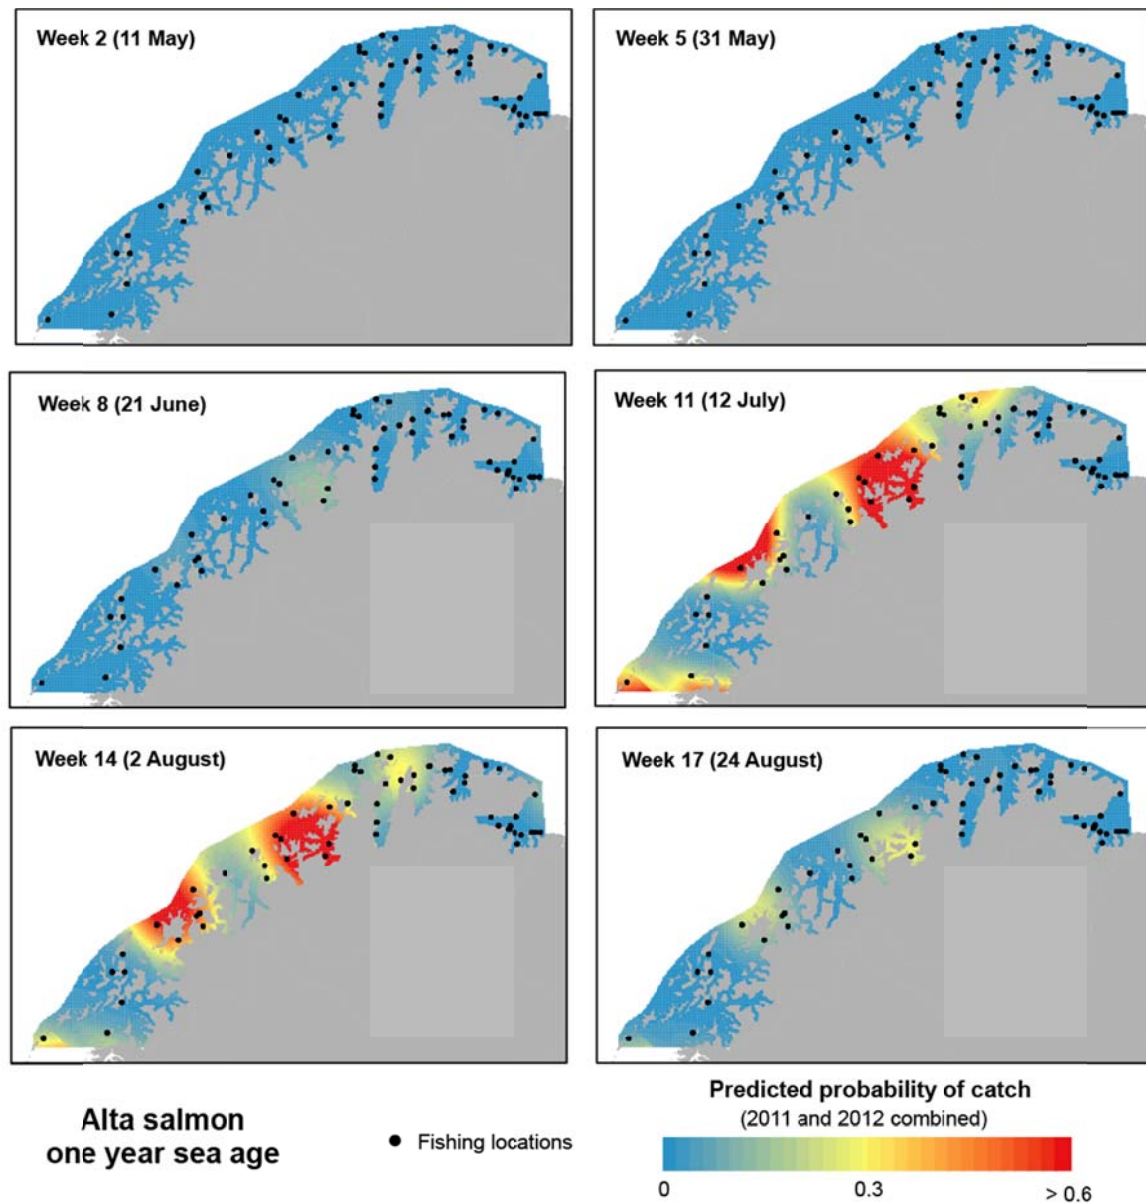 Week 2 (11 May)
Week 5 (31 May)
Week 8 (21 June)
Week 11 (12 July)
Week 14 (2 August)
Week 17 (24 August)
Alta salmon
one year sea age
Fishing locations
Predicted probability of catch
(2011 and 2012 combined)
0 0.3 > 0.6